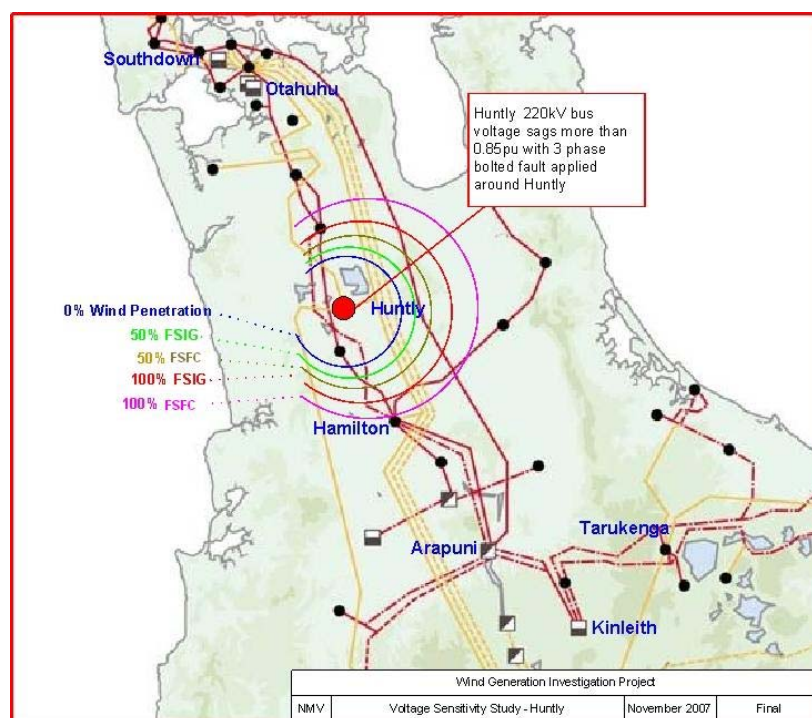 Southdown
Otahuhu
Huntly 220kV bus
voltage sags more than
0.85pu with 3 phase
bolted fault applied
around Huntly
0% Wind Penetration
Huntly
50% FSIG
50% FSFC
100% FSIG
100% FSFC
Hamilton
Arapuni
Tarukenga
Kinleith
Wind Generation Investigation Project
NMV Voltage Sensitivity Study - Huntly November 2007 Final